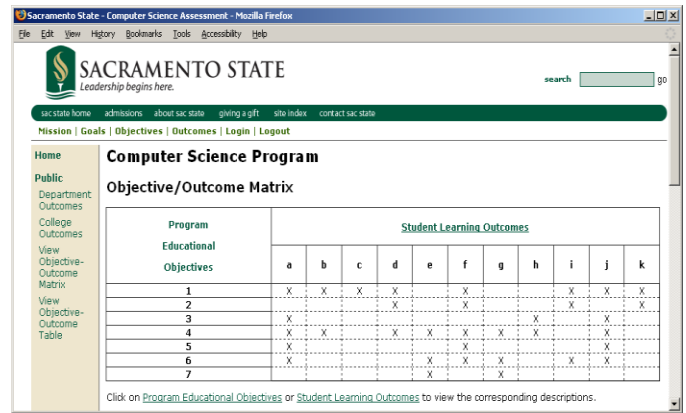 Sacramento State - Computer Science Assessment - Mozilla Firefox
File Edit View History Bookmarks Tools Accessibility Help
SACRAMENTO STATE
Leadership begins here.
search go
sac state home admissions about sac state giving a gift site index contact sac state
Mission | Goals | Objectives | Outcomes | Login | Logout
Home
Public
Department
Outcomes
College
Outcomes
View
Objective-
Outcome
Matrix
View
Objective-
Outcome
Table
Computer Science Program
Objective/Outcome Matrix
Program
Educational
Objectives
Student Learning Outcomes
a b c d e f g h i j k
1 X X X X X X X X
2 X X X X
3 X X X
4 X X X X X X X X
5 X X X
6 X X X X X X
7 X X
Click on Program Educational Objectives or Student Learning Outcomes to view the corresponding descriptions.